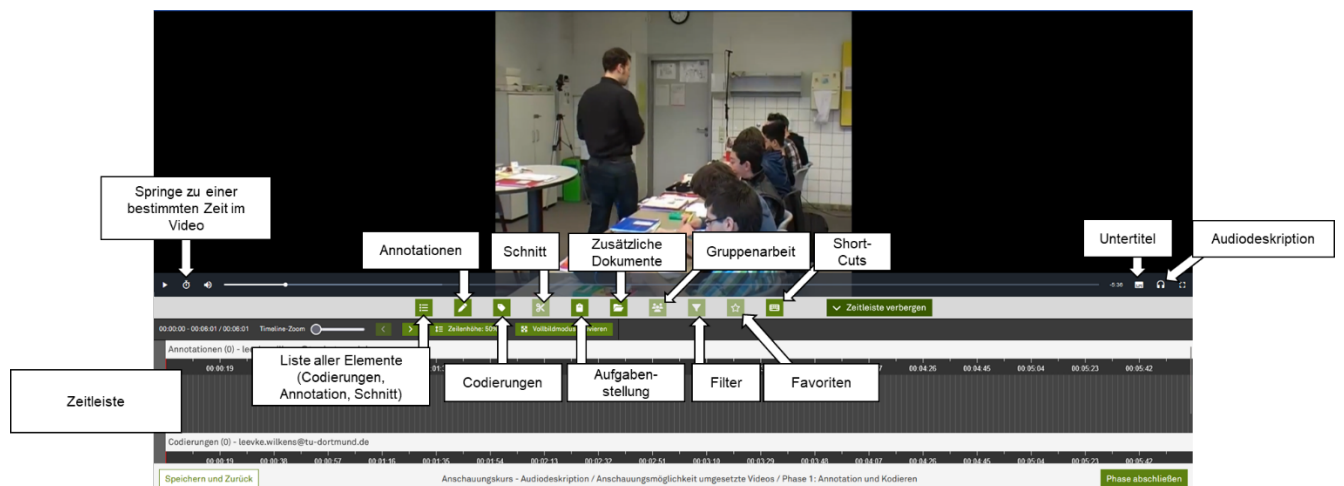 Springe zu einer
bestimmten Zeit im
Video
Annotationen
Schnitt
Zusätzliche
Dokumente
Gruppenarbeit
Short-
Cuts
Untertitel
Audiodeskription
Zeitleiste verbergen
00:00:00 - 00:06:01 / 00:06:01 Timeline-Zoom Zeilenhöhe: 50%
Annotationen (0) -
00:00:19 00:04:26 00:04:45 00:05:04 00:05:23 00:05:42
Liste aller Elemente
(Codierungen,
Annotation, Schnitt)
Codierungen
Aufgaben-
stellung
Filter
Favoriten
Zeitleiste
Codierungen (0) - leevke.wilkens@tu-dortmund.de
00:00:19 00:00:38 00:00:57 00:01:16 00:01:35 00:01:54 00:02:13 00:02:32 00:02:51 00:03:10 00:03:29 00:03:48 00:04:07 00:04:26 00:04:45 00:05:04 00:05:23 00:05:42
Speichern und Zurück
Anschauungskurs - Audiodeskription / Anschauungsmöglichkeit umgesetzte Videos / Phase 1: Annotation und Kodieren
Phase abschließen